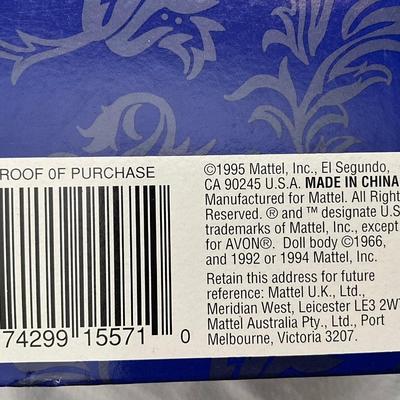 ROOF 0F PURCHASE
74299 15571 0
©1995 Mattel, Inc., El Segundo,
CA 90245 U.S.A. MADE IN CHINA
Manufactured for Mattel. All Right
Reserved. ® and ™ designate U.S
trademarks of Mattel, Inc., except
for AVON®. Doll body ©1966,
and 1992 or 1994 Mattel, Inc.
Retain this address for future
reference: Mattel U.K., Ltd.,
Meridian West, Leicester LE3 2WT
Mattel Australia Pty., Ltd., Port
Melbourne, Victoria 3207.